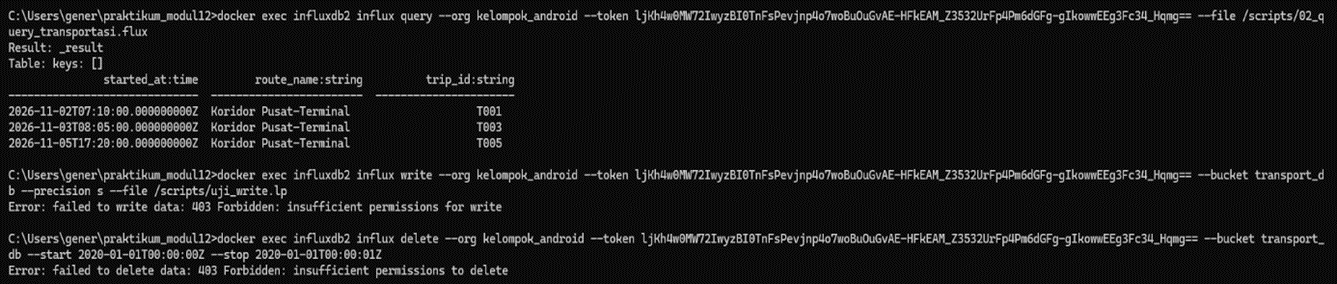 C:\Users\gener\praktikum_modul12>docker exec influxdb2 influx query --org kelompok_android --token ljKh4w0MW72IwyzBI0TnFsPevjnp4o7woBuOuGvAE-HFkEAM_Z3532UrFp4Pm6dGFg-gIkowwEEg3Fc34_Hqmg== --file /scripts/02_q
uery_transportasi.flux
Result: _result
Table: keys: []
started_at:time route_name:string trip_id:string
------------------------------ ------------------------ ----------------------
2026-11-02T07:10:00.000000000Z Koridor Pusat-Terminal T001
2026-11-03T08:05:00.000000000Z Koridor Pusat-Terminal T003
2026-11-05T17:20:00.000000000Z Koridor Pusat-Terminal T005
C:\Users\gener\praktikum_modul12>docker exec influxdb2 influx write --org kelompok_android --token ljKh4w0MW72IwyzBI0TnFsPevjnp4o7woBuOuGvAE-HFkEAM_Z3532UrFp4Pm6dGFg-gIkowwEEg3Fc34_Hqmg== --bucket transport_d
b --precision s --file /scripts/uji_write.lp
Error: failed to write data: 403 Forbidden: insufficient permissions for write
C:\Users\gener\praktikum_modul12>docker exec influxdb2 influx delete --org kelompok_android --token ljKh4w0MW72IwyzBI0TnFsPevjnp4o7woBuOuGvAE-HFkEAM_Z3532UrFp4Pm6dGFg-gIkowwEEg3Fc34_Hqmg== --bucket transport_
db --start 2020-01-01T00:00:00Z --stop 2020-01-01T00:00:01Z
Error: failed to delete data: 403 Forbidden: insufficient permissions to delete